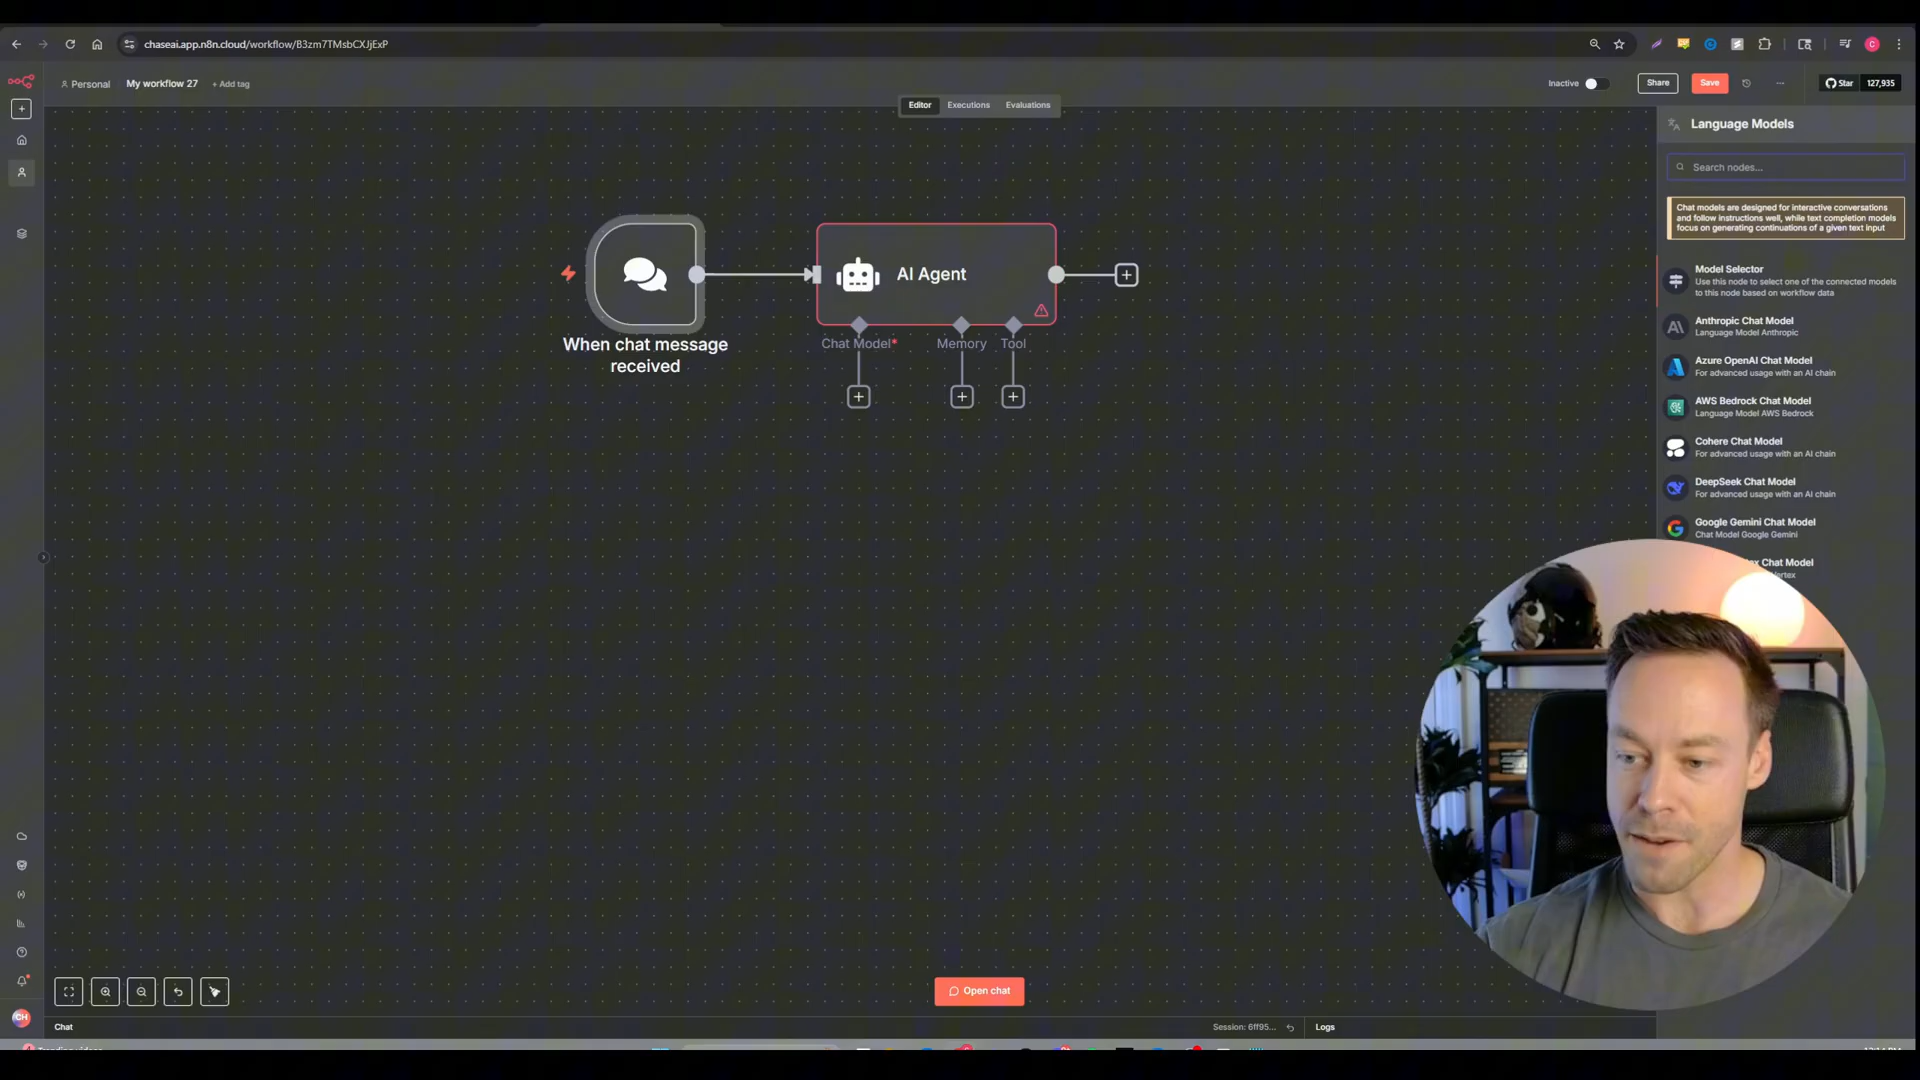 chaseai.app.n8n.cloud/workflow/B3zm7TMsbCXJjExP
Personal
My workflow 27
+ Add tag
Inactive
Share
Save
Star
127,935
Editor
Executions
Evaluations
Language Models
Search nodes...
Chat models are designed for interactive conversations
and follow instructions well, while text completion models
focus on generating continuations of a given text input
Model Selector
Use this node to select one of the connected models
to this node based on workflow data
Anthropic Chat Model
Language Model Anthropic
Azure OpenAI Chat Model
For advanced usage with an AI chain
AWS Bedrock Chat Model
Language Model AWS Bedrock
Cohere Chat Model
For advanced usage with an AI chain
DeepSeek Chat Model
For advanced usage with an AI chain
Google Gemini Chat Model
Chat Model Google Gemini
Chat Model
AI Agent
When chat message
received
Chat Model*
Memory
Tool
Open chat
Chat
Session: 6ff95...
Logs
CH
C